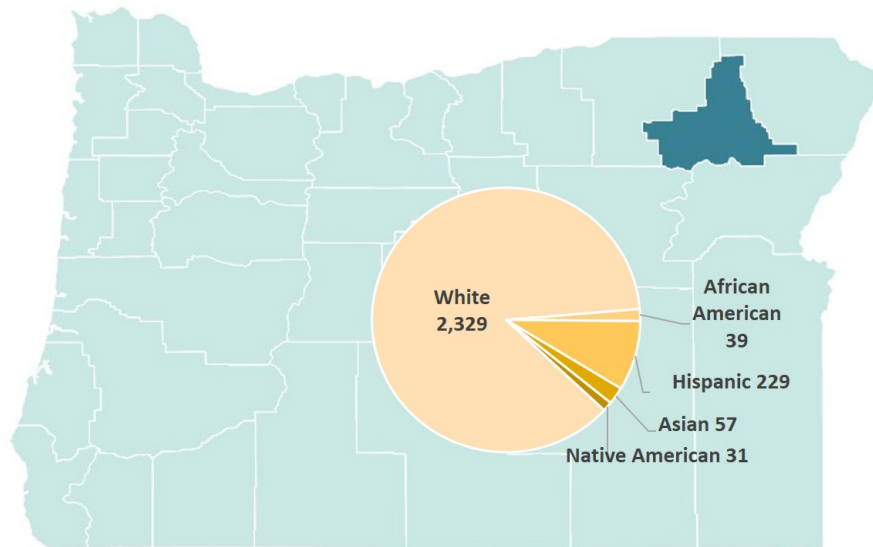 White
2,329
African
American
39
Hispanic 229
Asian 57
Native American 31